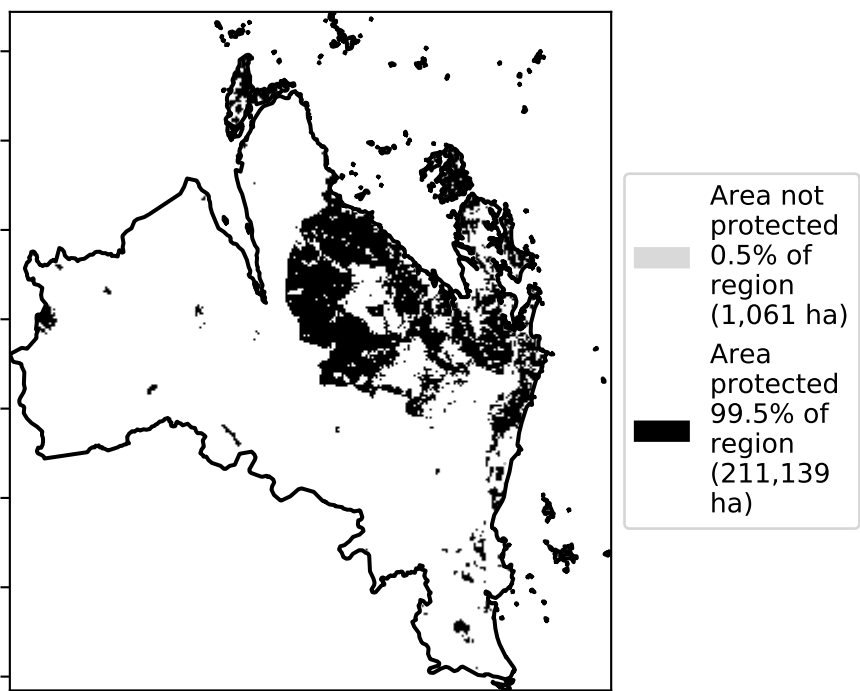 Area not
protected
0.5% of
region
(1,061 ha)
Area
protected
99.5% of
region
(211,139
ha)